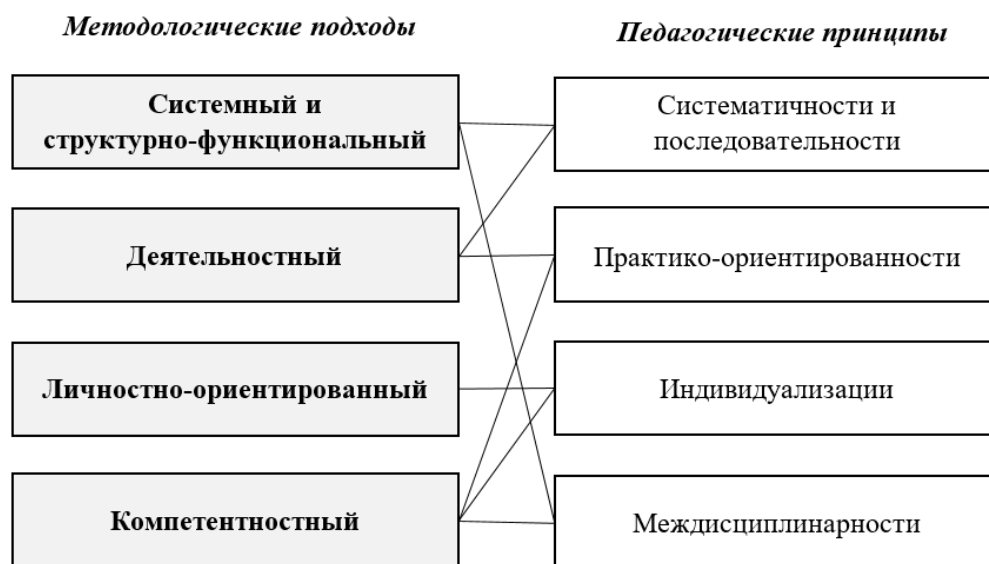 Методологические подходы
Педагогические принципы
Системный и
структурно-функциональный
Систематичности и
последовательности
Деятельностный
Практико-ориентированности
Личностно-ориентированный
Индивидуализации
Компетентностный
Междисциплинарности